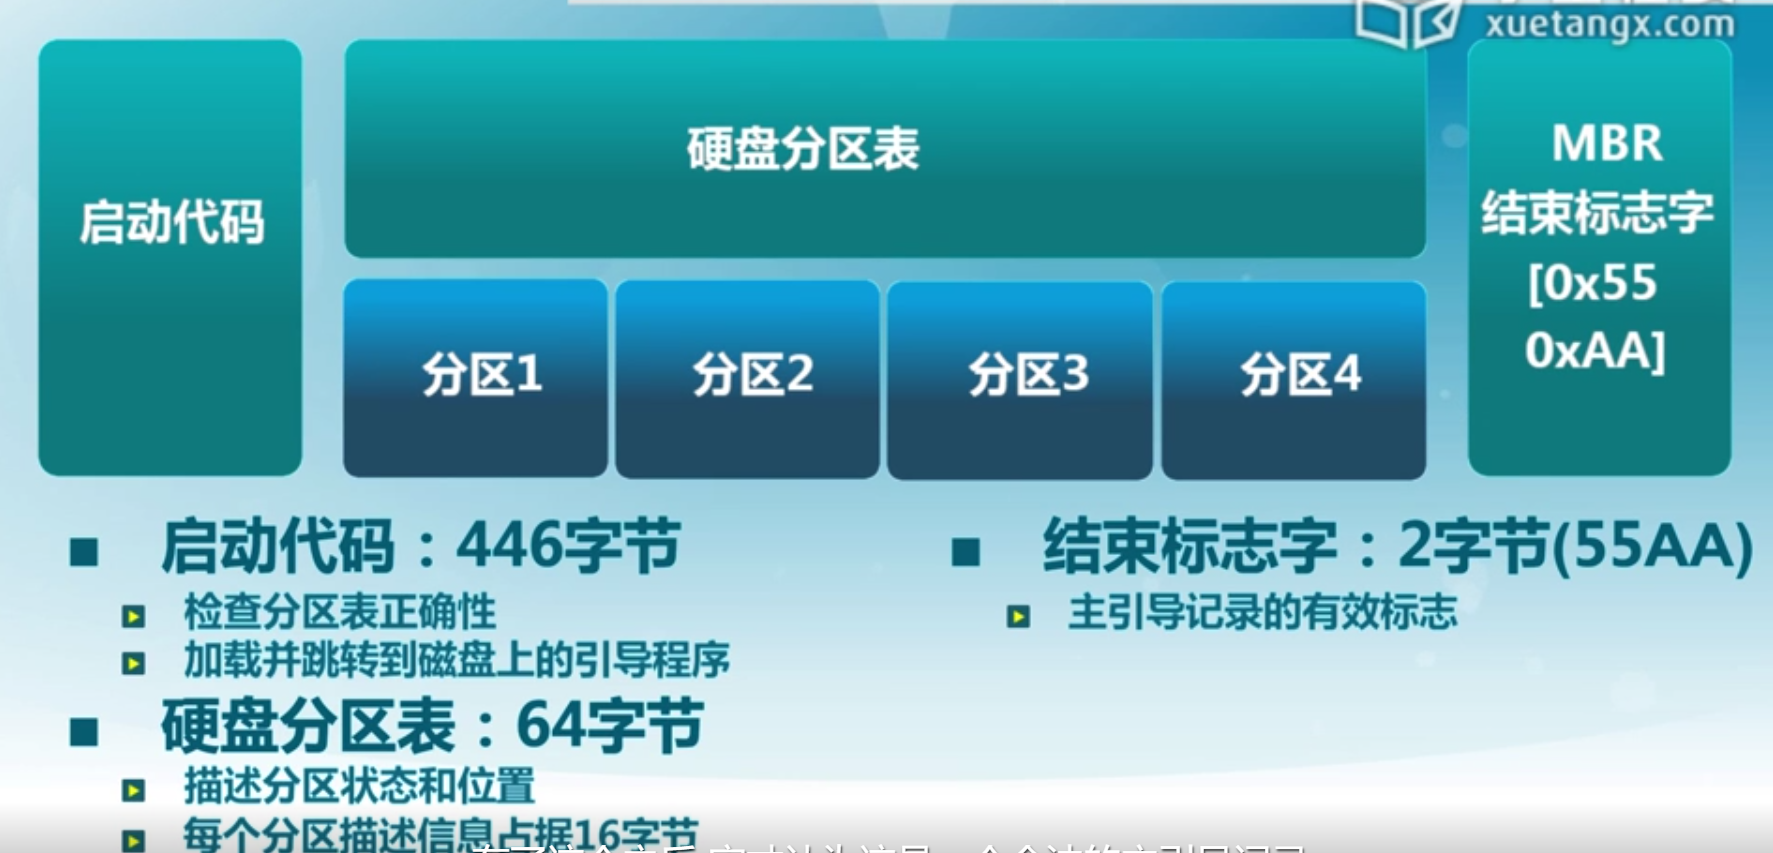 xuetangx.com
启动代码
硬盘分区表
分区1
分区2
分区3
分区4
MBR
结束标志字
[0x55
0xAA]
■ 启动代码：446字节
检查分区表正确性
加载并跳转到磁盘上的引导程序
■ 硬盘分区表：64字节
描述分区状态和位置
每个分区描述信息占据16字节
■ 结束标志字：2字节(55AA)
主引导记录的有效标志